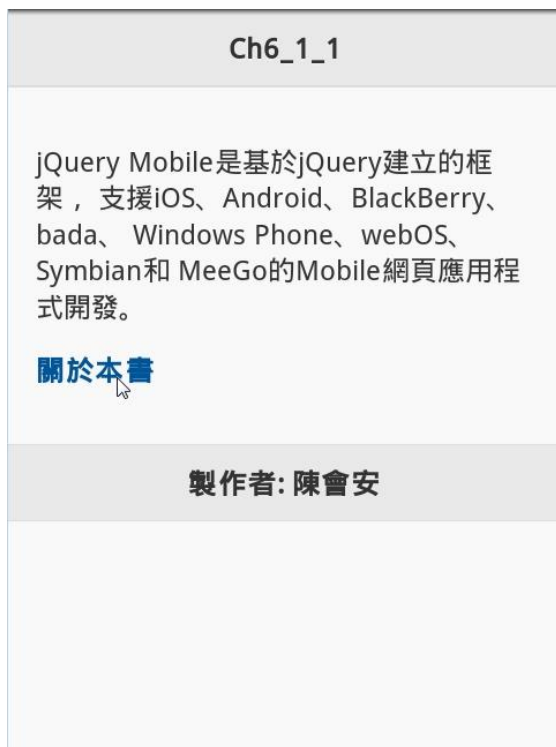 Ch6_1_1
jQuery Mobile是基於jQuery建立的框
架， 支援iOS、Android、BlackBerry、
bada、 Windows Phone、webOS、
Symbian和 MeeGo的Mobile網頁應用程
式開發。
關於本書
製作者: 陳會安